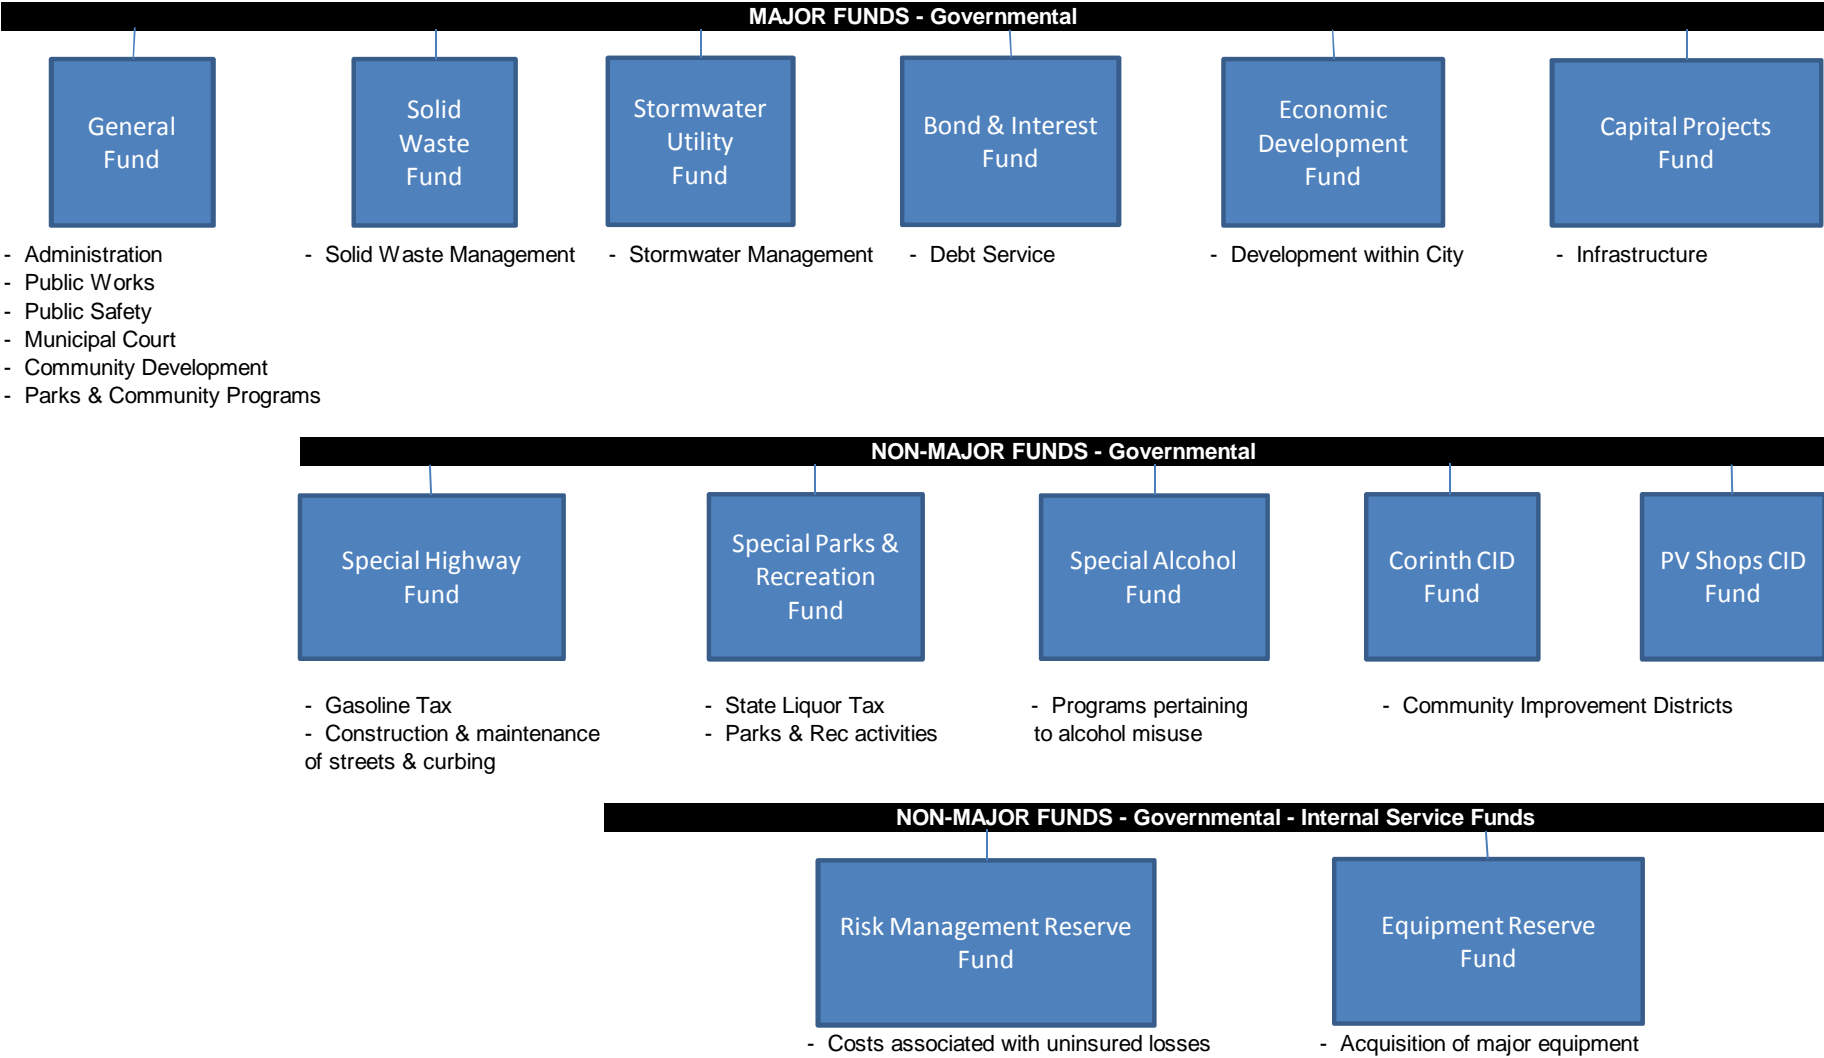 MAJOR FUNDS - Governmental
General
Fund
Solid
Waste
Fund
Stormwater
Utility
Fund
Bond & Interest
Fund
Economic
Development
Fund
Capital Projects
Fund
- Administration
- Public Works
- Public Safety
- Municipal Court
- Community Development
- Parks & Community Programs
- Solid Waste Management
- Stormwater Management
- Debt Service
- Development within City
- Infrastructure
NON-MAJOR FUNDS - Governmental
Special Highway
Fund
Special Parks &
Recreation
Fund
Special Alcohol
Fund
Corinth CID
Fund
PV Shops CID
Fund
- Gasoline Tax
- Construction & maintenance
of streets & curbing
- State Liquor Tax
- Parks & Rec activities
- Programs pertaining
to alcohol misuse
- Community Improvement Districts
NON-MAJOR FUNDS - Governmental - Internal Service Funds
Risk Management Reserve
Fund
Equipment Reserve
Fund
- Costs associated with uninsured losses
- Acquisition of major equipment